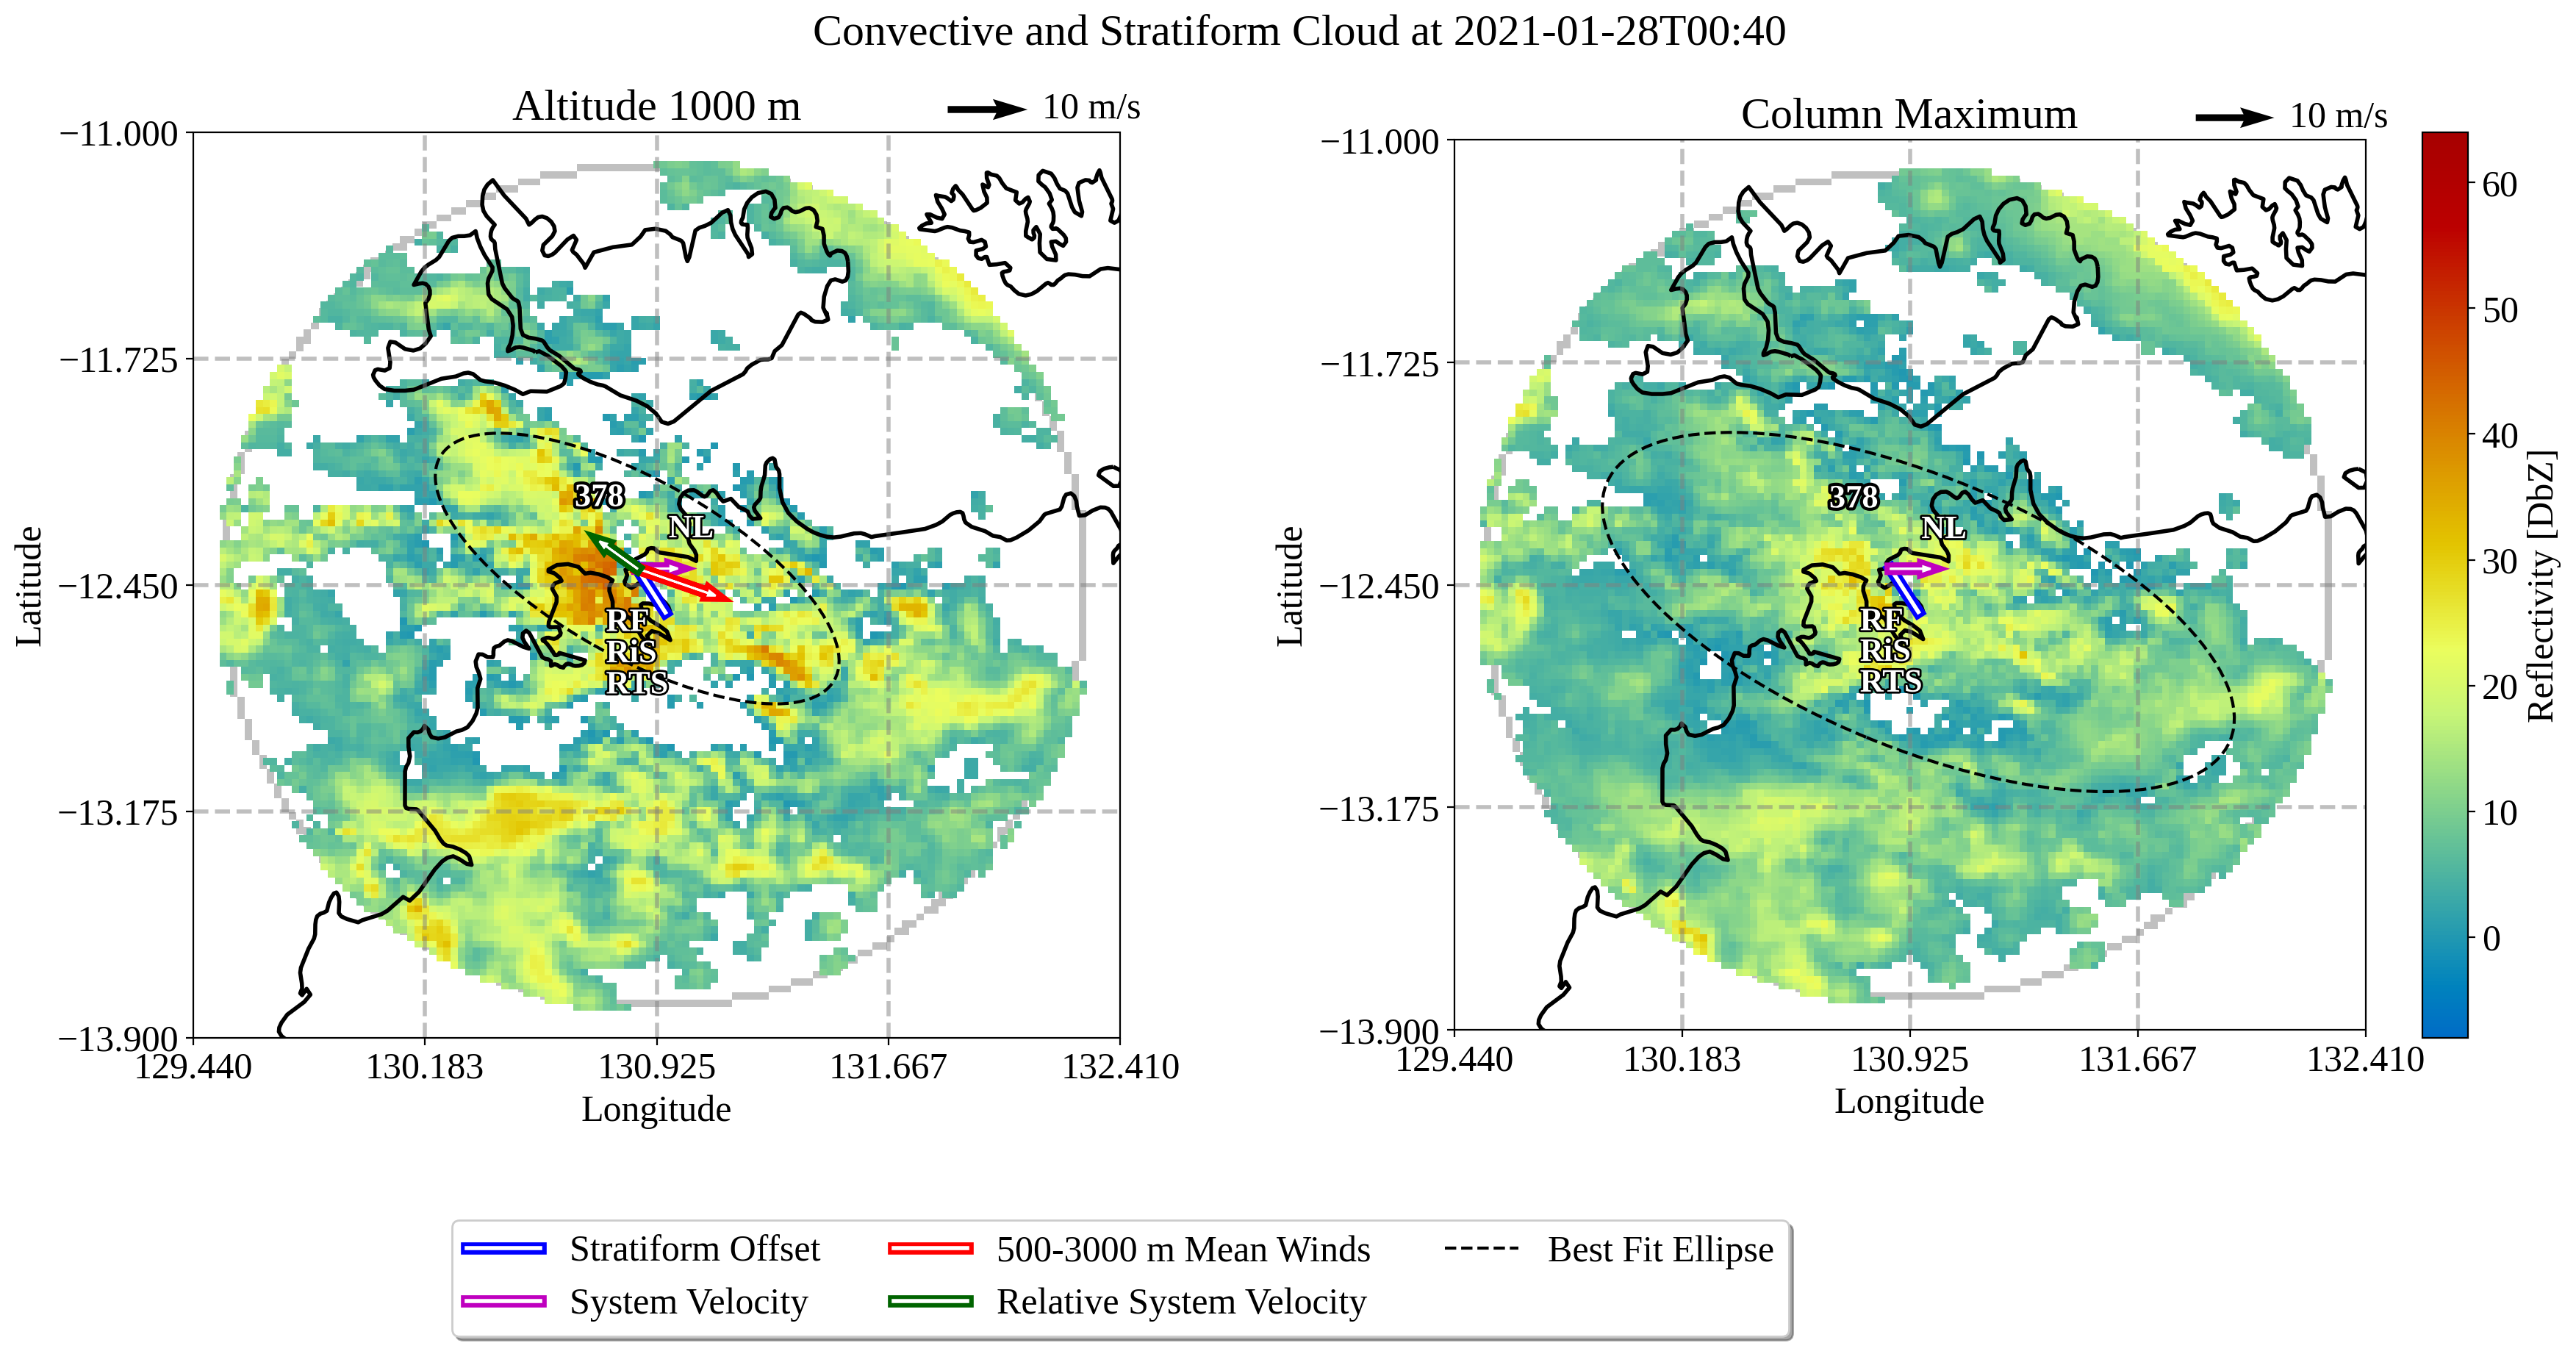 Convective and Stratiform Cloud at 2021-01-28T00:40
Altitude 1000 m
10 m/s
−11.000
−11.725
−12.450
−13.175
−13.900
129.440
130.183
130.925
131.667
132.410
Latitude
Longitude
378
NL
RF
RiS
RTS
Column Maximum
10 m/s
−11.000
−11.725
−12.450
−13.175
−13.900
129.440
130.183
130.925
131.667
132.410
Latitude
Longitude
378
NL
RF
RiS
RTS
60
50
40
30
20
10
0
Reflectivity [DbZ]
Stratiform Offset
500-3000 m Mean Winds
Best Fit Ellipse
System Velocity
Relative System Velocity